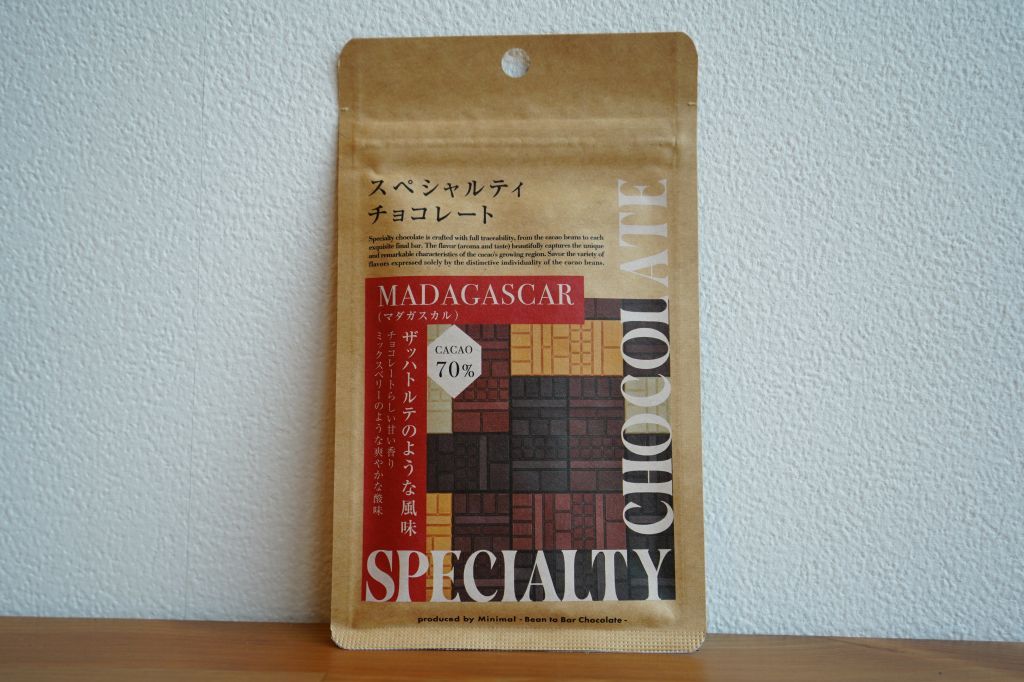 スペシャルティ
チョコレート
Specialty chocolate is crafted with full traceability, from the cacao beans to each
exquisite final bar. The flavor (aroma and taste) beautifully captures the unique
and remarkable characteristics of the cacao's growing region. Savor the variety of
flavors expressed solely by the distinctive individuality of the cacao beans.
MADAGASCAR
(マダガスカル)
CACAO
70%
ザッハトルテのような風味
チョコレートらしい甘い香り
ミックスベリーのような爽やかな酸味
SPECIALTY
CHOCOLATE
produced by Minimal - Bean to Bar Chocolate -